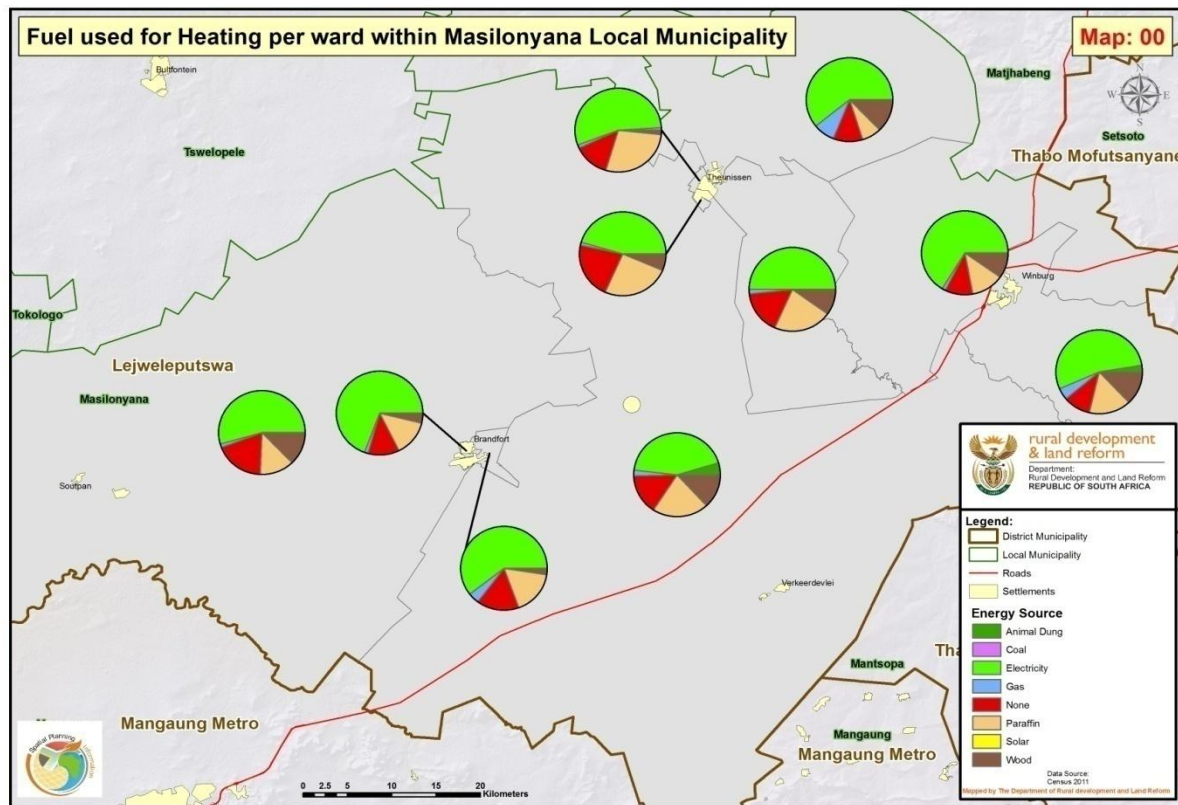 Fuel used for Heating per ward within Masilonyana Local Municipality
Map: 00
Bultfontein
Matjhabeng
N
W E
S
Setsoto
Thabo Mofutsanyane
Tswelopele
Theunissen
Winburg
Tokologo
Lejweleputswa
Masilonyana
Brandfort
Soutpan
Verkeerdevlei
Mantsopa
Tha
Mangaung Metro
Mangaung
Mangaung Metro
Spatial Planning
Information
0 2.5 5 10 15 20
Kilometers
rural development
& land reform
Department:
Rural Development and Land Reform
REPUBLIC OF SOUTH AFRICA
Legend:
District Municipality
Local Municipality
Roads
Settlements
Energy Source
Animal Dung
Coal
Electricity
Gas
None
Paraffin
Solar
Wood
Data Source:
Census 2011
Mapped by The Department of Rural development and Land Reform